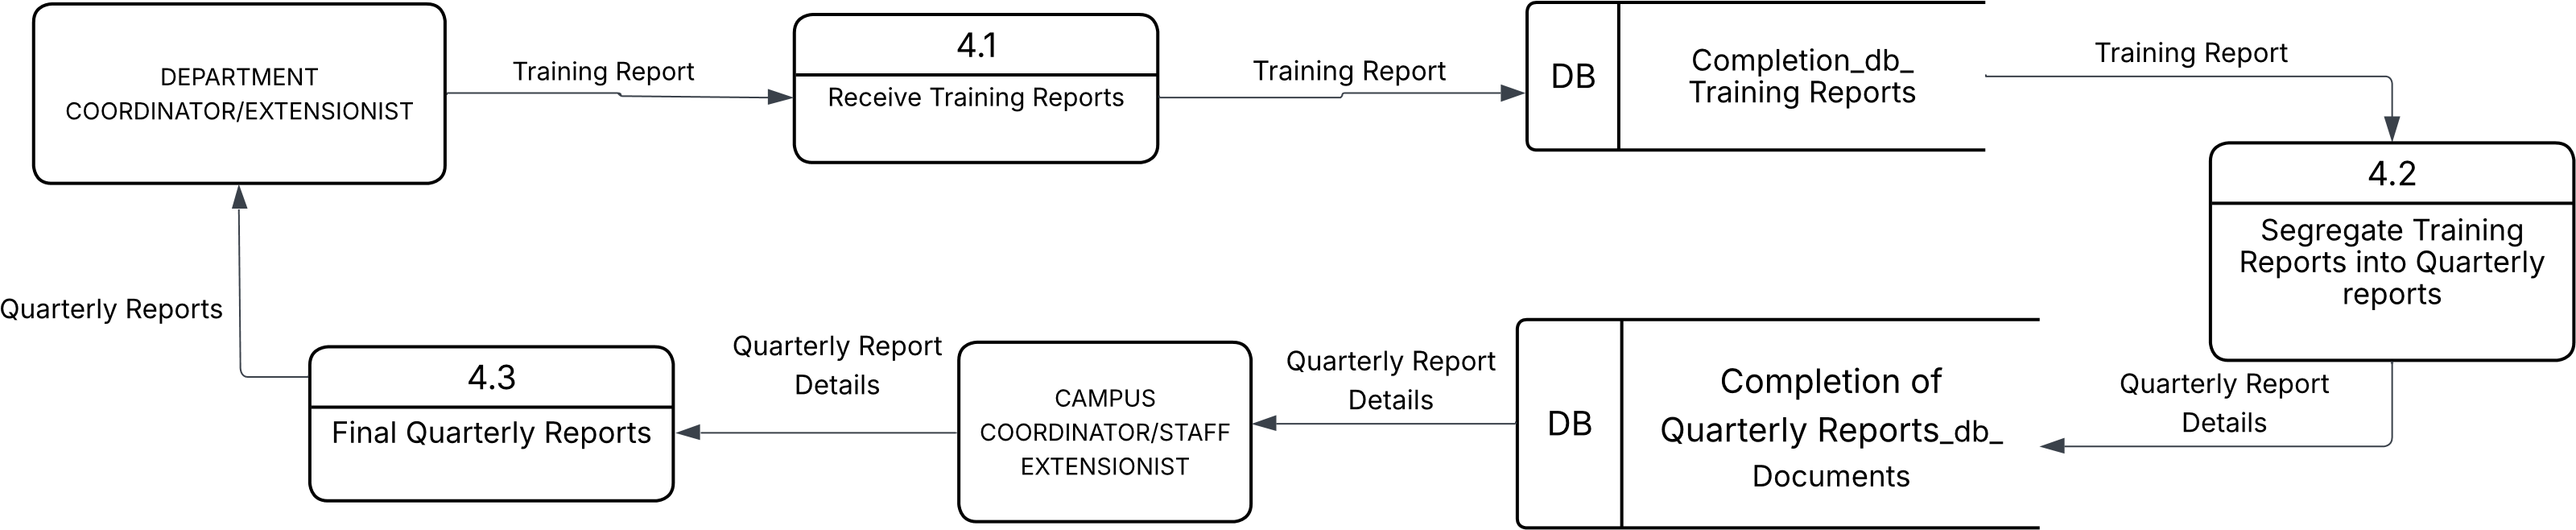 DEPARTMENT
COORDINATOR/EXTENSIONIST
Training Report
4.1
Receive Training Reports
Training Report
DB
Completion_db_
Training Reports
Training Report
4.2
Segregate Training
Reports into Quarterly
reports
Quarterly Report
Details
DB
Completion of
Quarterly Reports_db_
Documents
Quarterly Report
Details
CAMPUS
COORDINATOR/STAFF
EXTENSIONIST
Quarterly Report
Details
4.3
Final Quarterly Reports
Quarterly Reports